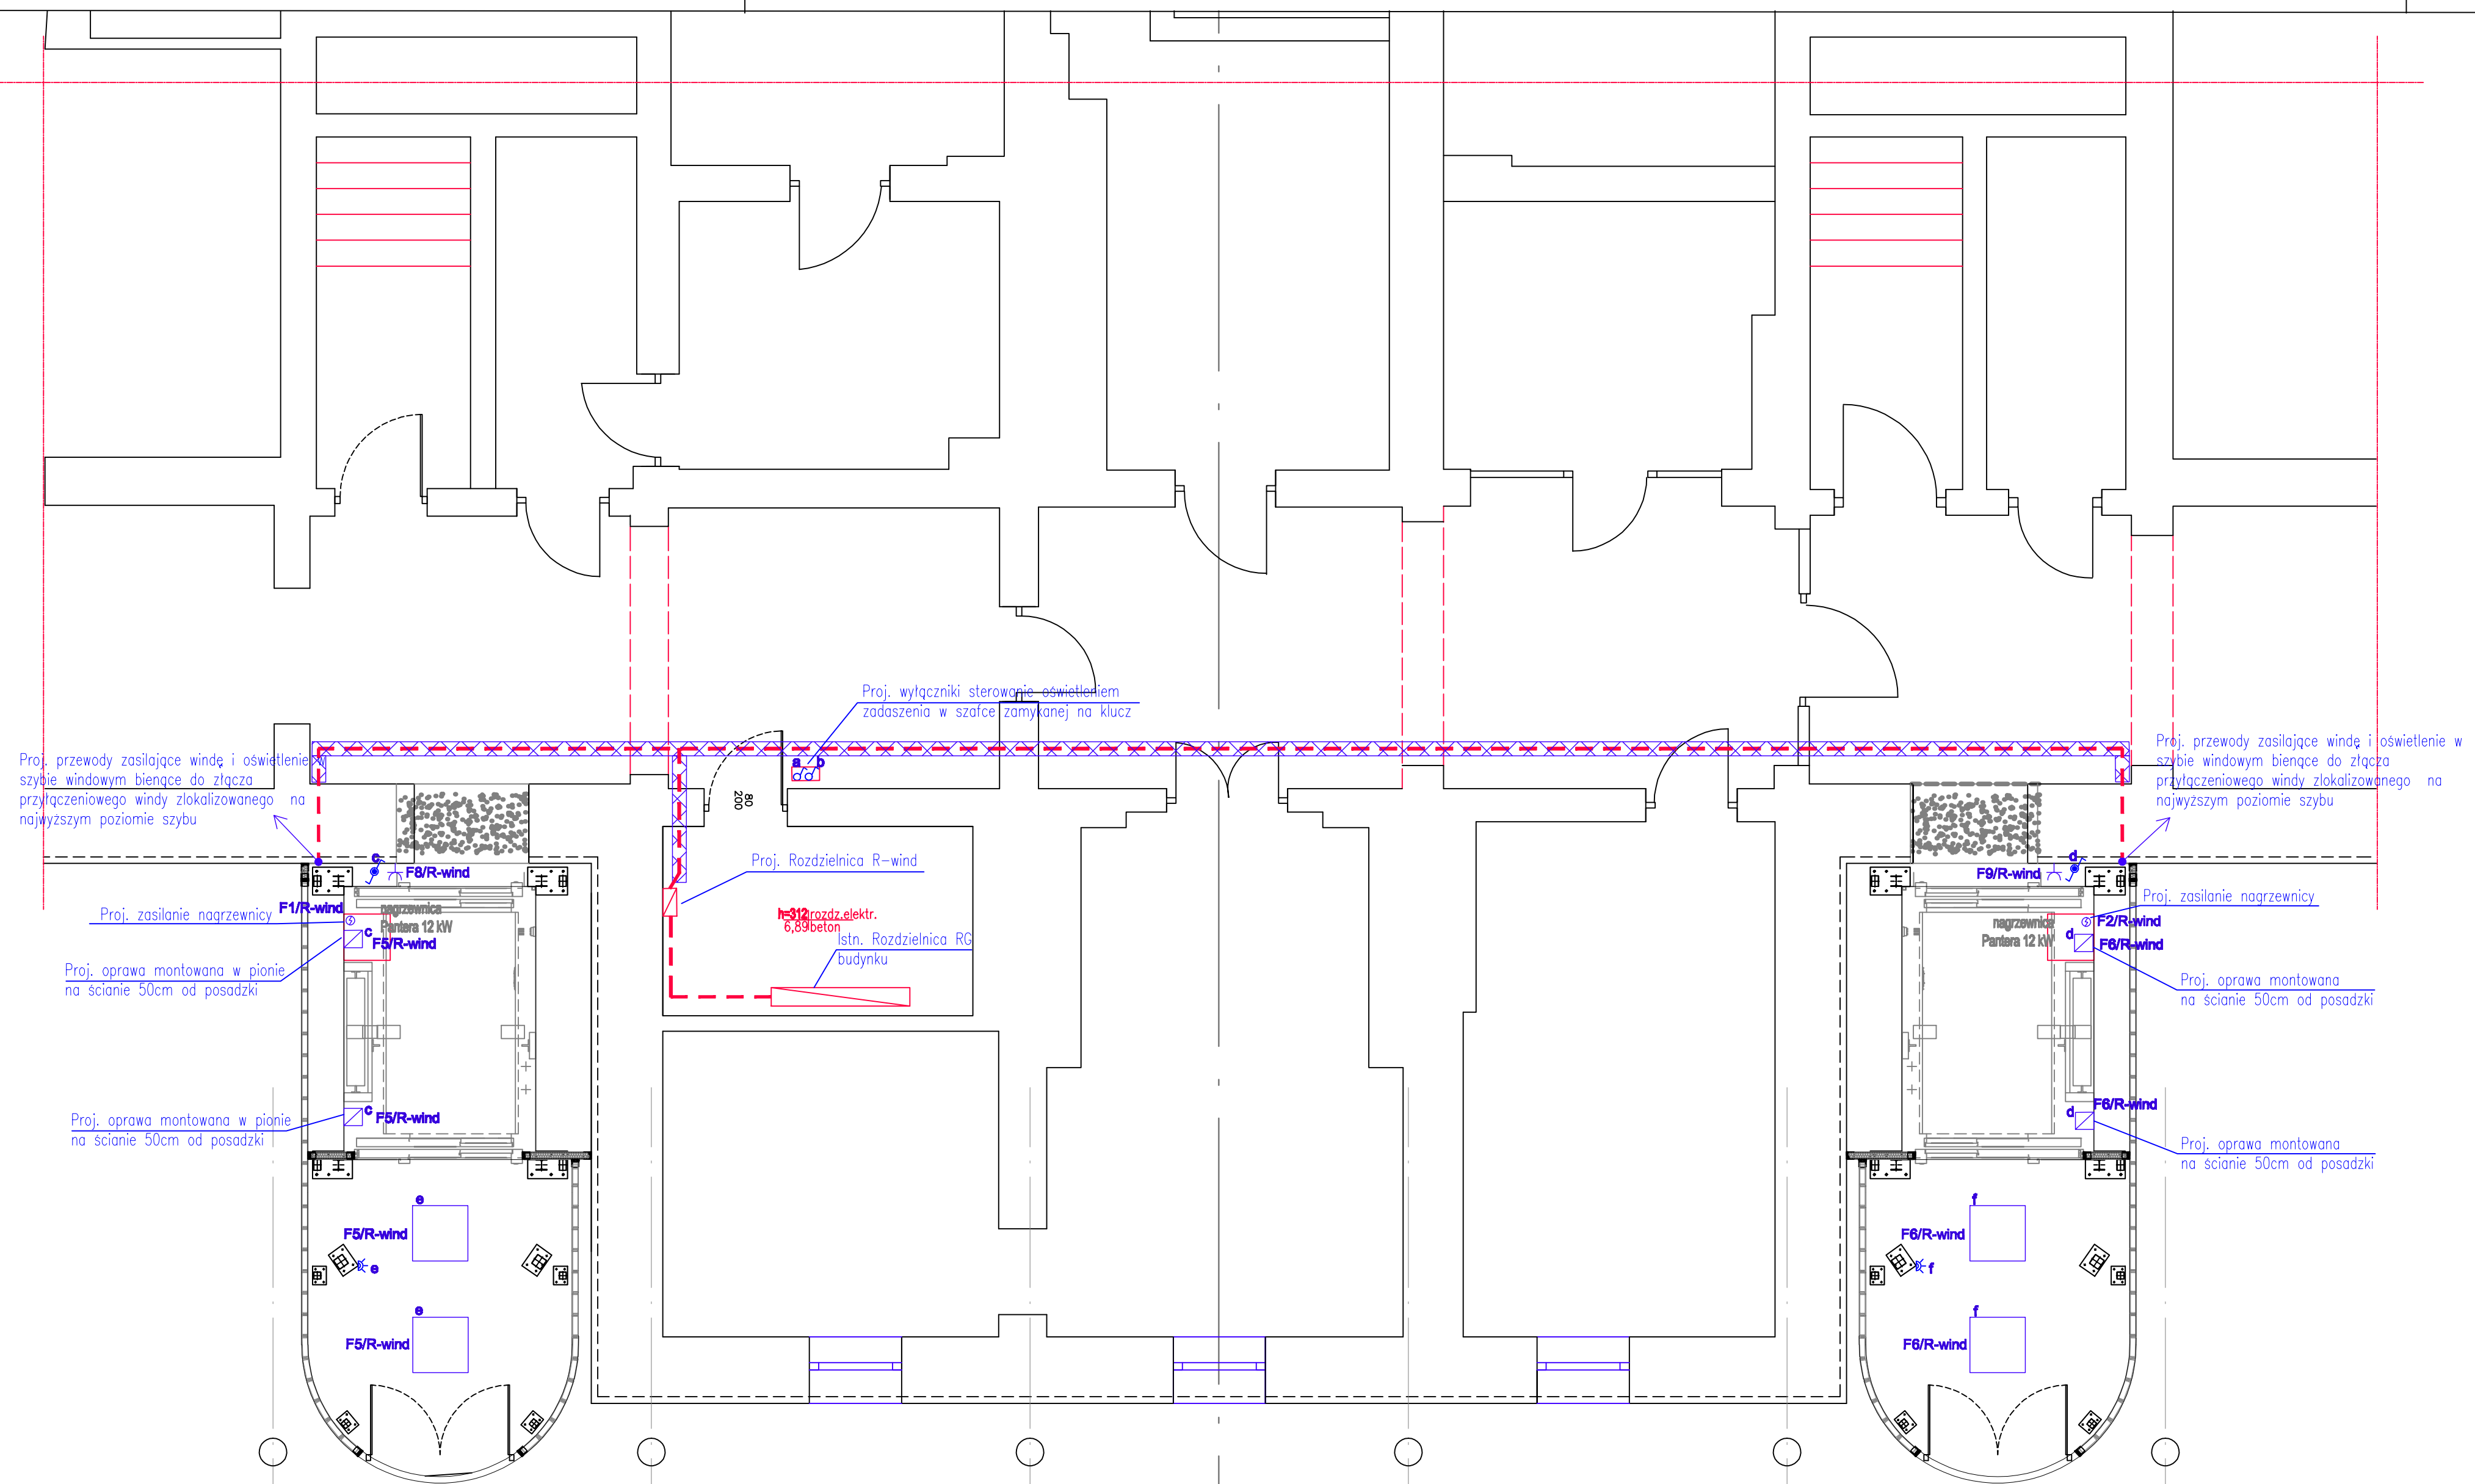 Proj. wyłączniki sterowanie oświetleniem
zadaszenia w szafce zamykanej na klucz
Proj. przewody zasilające windę i oświetlenie w
szybie windowym bienące do złącza
przyłączeniowego windy zlokalizowanego na
najwyższym poziomie szybu
a b
80
200
Proj. przewody zasilające windę i oświetlenie w
szybie windowym bienące do złącza
przyłączeniowego windy zlokalizowanego na
najwyższym poziomie szybu
c
F8/R-wind
Proj. Rozdzielnica R-wind
F9/R-wind
d
F1/R-wind
Proj. zasilanie nagrzewnicy
nagrzewnica
Pantera 12 kW
c
F5/R-wind
Proj. oprawa montowana w pionie
na ścianie 50cm od posadzki
h=312 rozdz.elektr.
6,89 beton
Istn. Rozdzielnica RG
budynku
Proj. zasilanie nagrzewnicy
nagrzewnica
Pantera 12 kW
F2/R-wind
d
F6/R-wind
Proj. oprawa montowana
na ścianie 50cm od posadzki
c
F5/R-wind
Proj. oprawa montowana w pionie
na ścianie 50cm od posadzki
d
F6/R-wind
Proj. oprawa montowana
na ścianie 50cm od posadzki
e
F5/R-wind
e
e
F5/R-wind
f
F6/R-wind
f
f
F6/R-wind